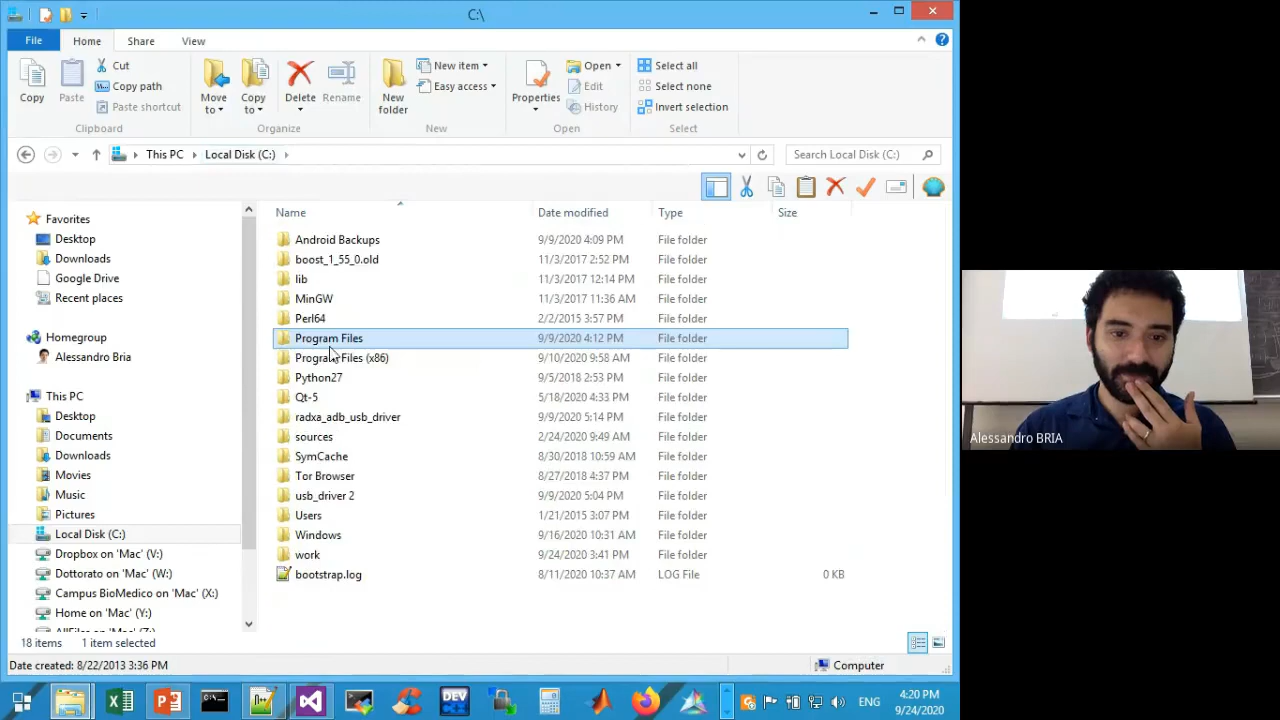 C:\
File Home Share View
Copy Paste Cut Copy path Paste shortcut Move to Copy to Delete Rename New folder New item Easy access Properties Open Edit History Select all Select none Invert selection
Clipboard Organize New Open Select
This PC Local Disk (C:) Search Local Disk (C:)
Name Date modified Type Size
Favorites
Desktop
Downloads
Google Drive
Recent places
Homegroup
Alessandro Bria
This PC
Desktop
Documents
Downloads
Movies
Music
Pictures
Local Disk (C:)
Dropbox on 'Mac' (V:)
Dottorato on 'Mac' (W:)
Campus BioMedico on 'Mac' (X:)
Home on 'Mac' (Y:)
AllFiles on 'Mac' (Z:)
Android Backups 9/9/2020 4:09 PM File folder
boost_1_55_0.old 11/3/2017 2:52 PM File folder
lib 11/3/2017 12:14 PM File folder
MinGW 11/3/2017 11:36 AM File folder
Perl64 2/2/2015 3:57 PM File folder
Program Files 9/9/2020 4:12 PM File folder
Program Files (x86) 9/10/2020 9:58 AM File folder
Python27 9/5/2018 2:53 PM File folder
Qt-5 5/18/2020 4:33 PM File folder
radxa_adb_usb_driver 9/9/2020 5:14 PM File folder
sources 2/24/2020 9:49 AM File folder
SymCache 8/30/2018 10:59 AM File folder
Tor Browser 8/27/2018 4:37 PM File folder
usb_driver 2 9/9/2020 5:04 PM File folder
Users 1/21/2015 3:07 PM File folder
Windows 9/16/2020 10:31 AM File folder
work 9/24/2020 3:41 PM File folder
bootstrap.log 8/11/2020 10:37 AM LOG File 0 KB
18 items 1 item selected
Date created: 8/22/2013 3:36 PM Computer
DEV
ENG 4:20 PM
9/24/2020
Alessandro BRIA